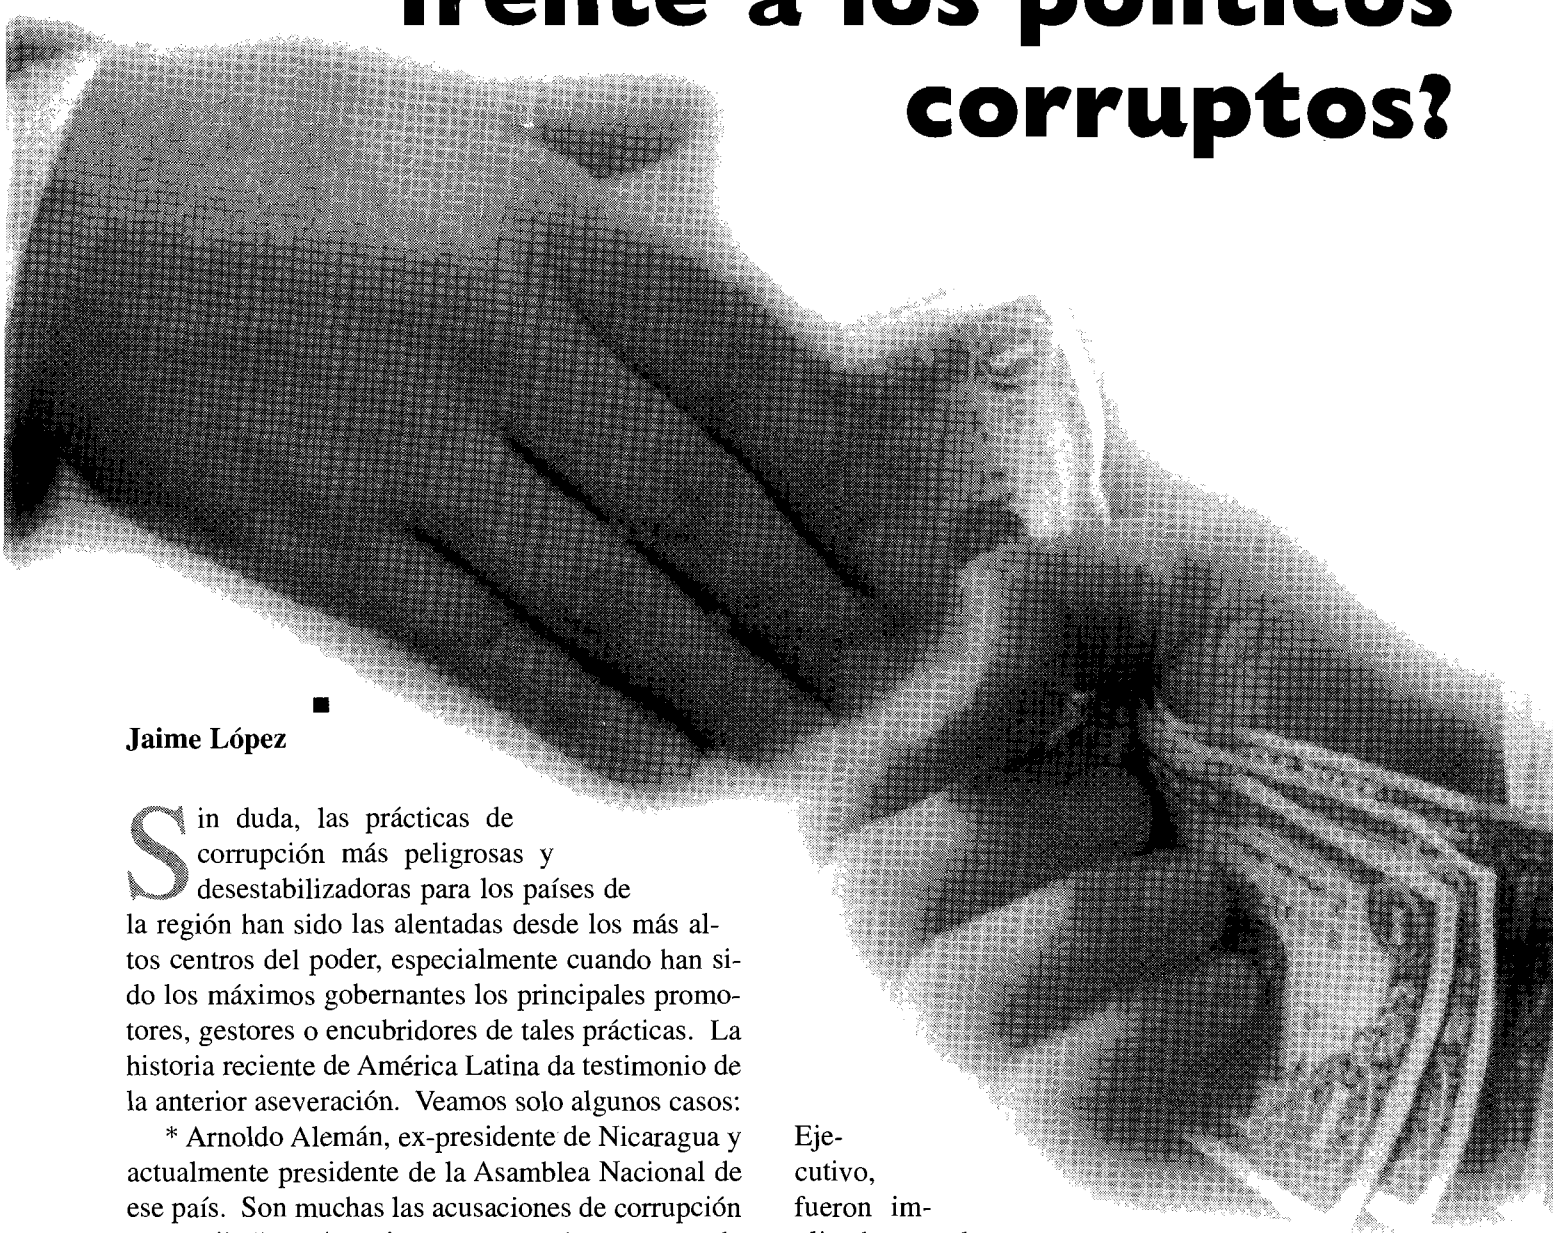 frente a los políticos
corruptos?
Jaime López
Sin duda, las prácticas de
corrupción más peligrosas y
desestabilizadoras para los países de
la región han sido las alentadas desde los más al-
tos centros del poder, especialmente cuando han si-
do los máximos gobernantes los principales promo-
tores, gestores o encubridores de tales prácticas. La
historia reciente de América Latina da testimonio de
la anterior aseveración. Veamos solo algunos casos:
* Arnoldo Alemán, ex-presidente de Nicaragua y
actualmente presidente de la Asamblea Nacional de
ese país. Son muchas las acusaciones de corrupción
Eje-
cutivo,
fueron im-